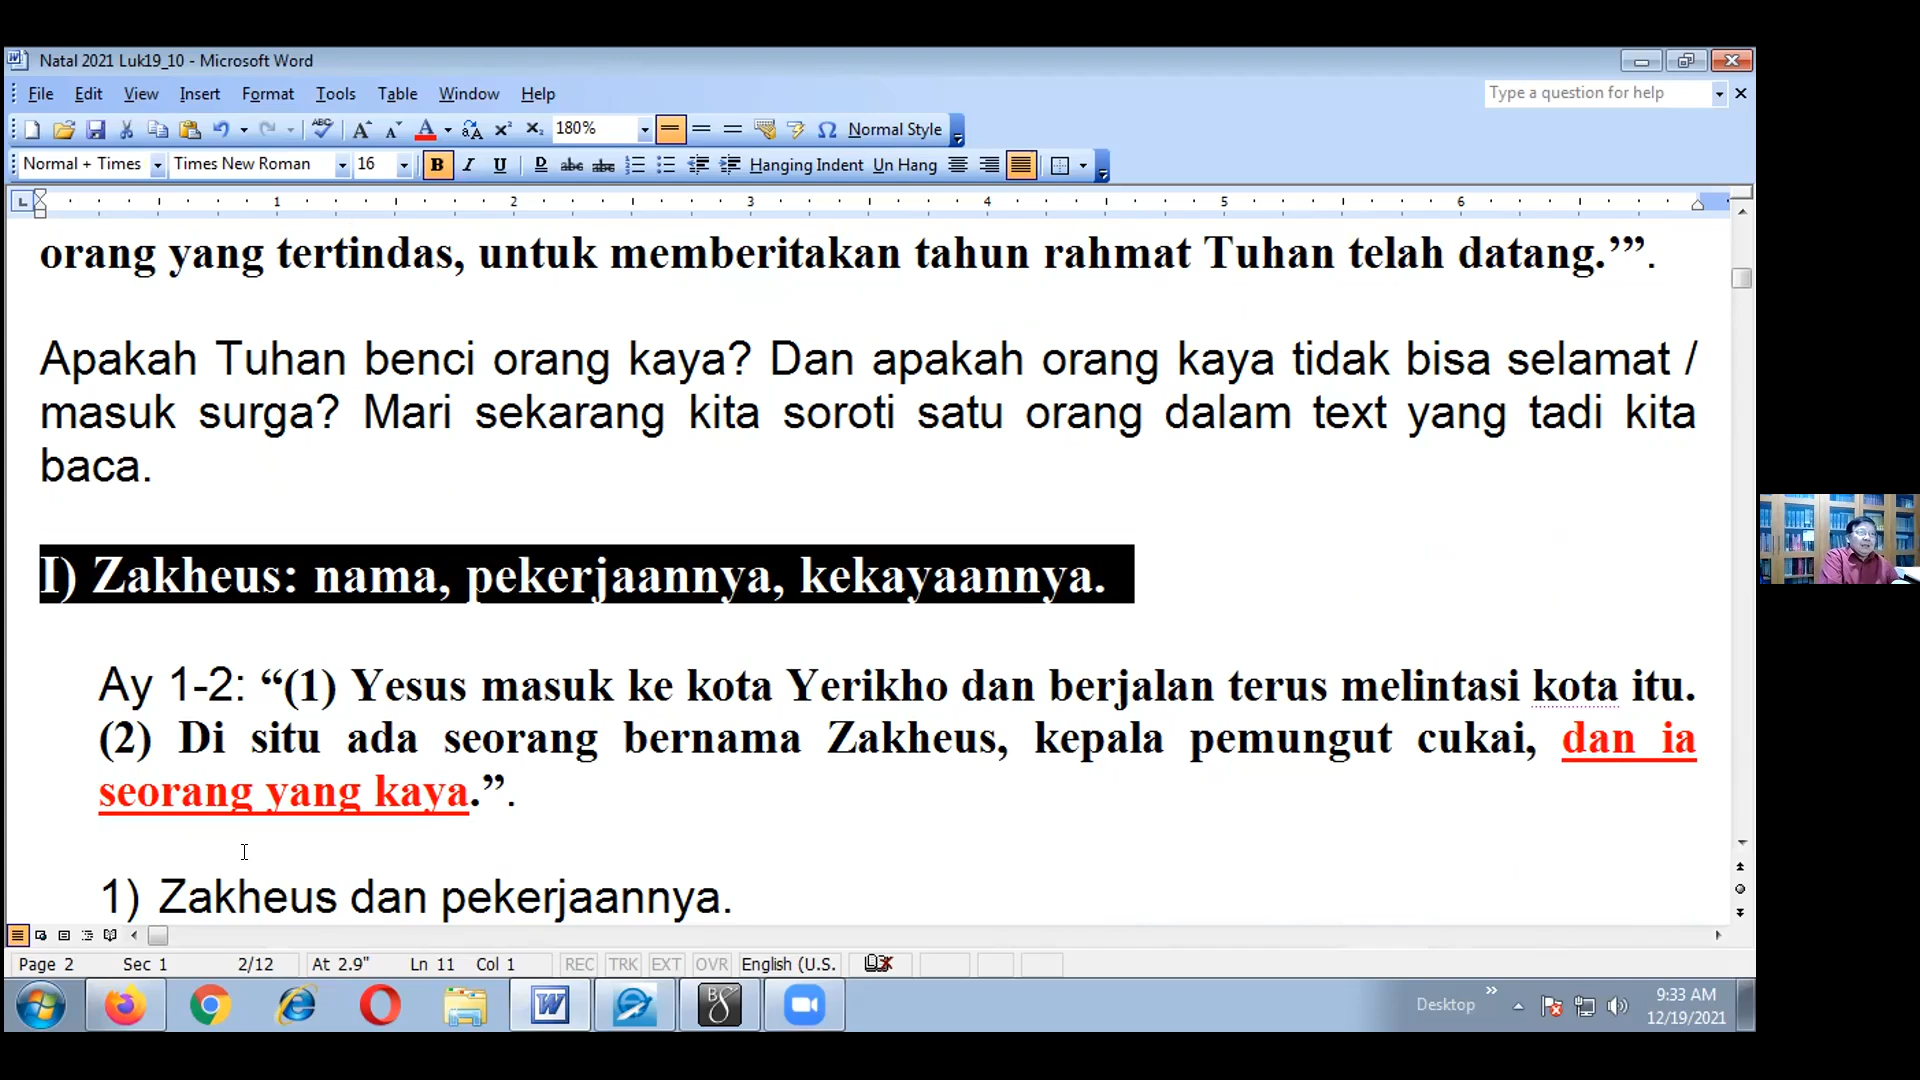 Natal 2021 Luk19_10 - Microsoft Word
File Edit View Insert Format Tools Table Window Help
Type a question for help
180% Normal Style
Normal + Times Times New Roman 16 B I U Hanging Indent Un Hang
1 2 3 4 5 6
orang yang tertindas, untuk memberitakan tahun rahmat Tuhan telah datang.’”.
Apakah Tuhan benci orang kaya? Dan apakah orang kaya tidak bisa selamat /
masuk surga? Mari sekarang kita soroti satu orang dalam text yang tadi kita
baca.
I) Zakheus: nama, pekerjaannya, kekayaannya.
Ay 1-2: “(1) Yesus masuk ke kota Yerikho dan berjalan terus melintasi kota itu.
(2) Di situ ada seorang bernama Zakheus, kepala pemungut cukai, dan ia
seorang yang kaya.”.
1) Zakheus dan pekerjaannya.
Page 2 Sec 1 2/12 At 2.9" Ln 11 Col 1 REC TRK EXT OVR English (U.S.
Desktop
9:33 AM
12/19/2021